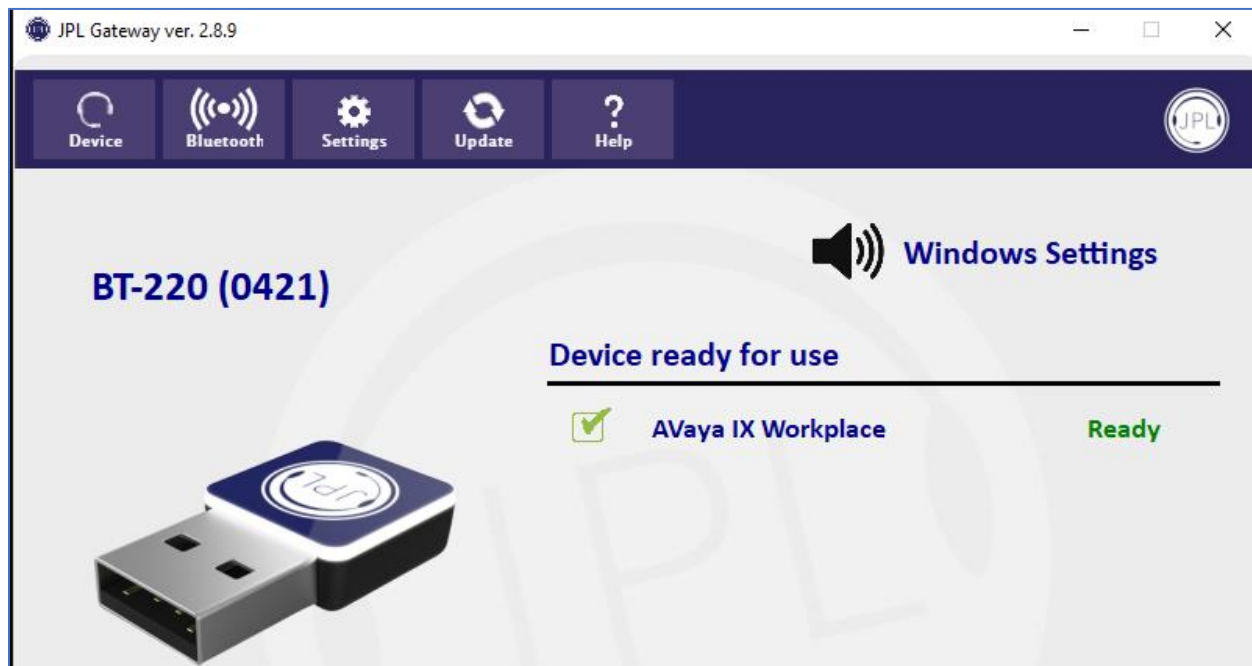 JPL Gateway ver. 2.8.9
Device Bluetooth Settings Update Help
JPL
Windows Settings
BT-220 (0421)
Device ready for use
AVaya IX Workplace Ready
JPL
JPL